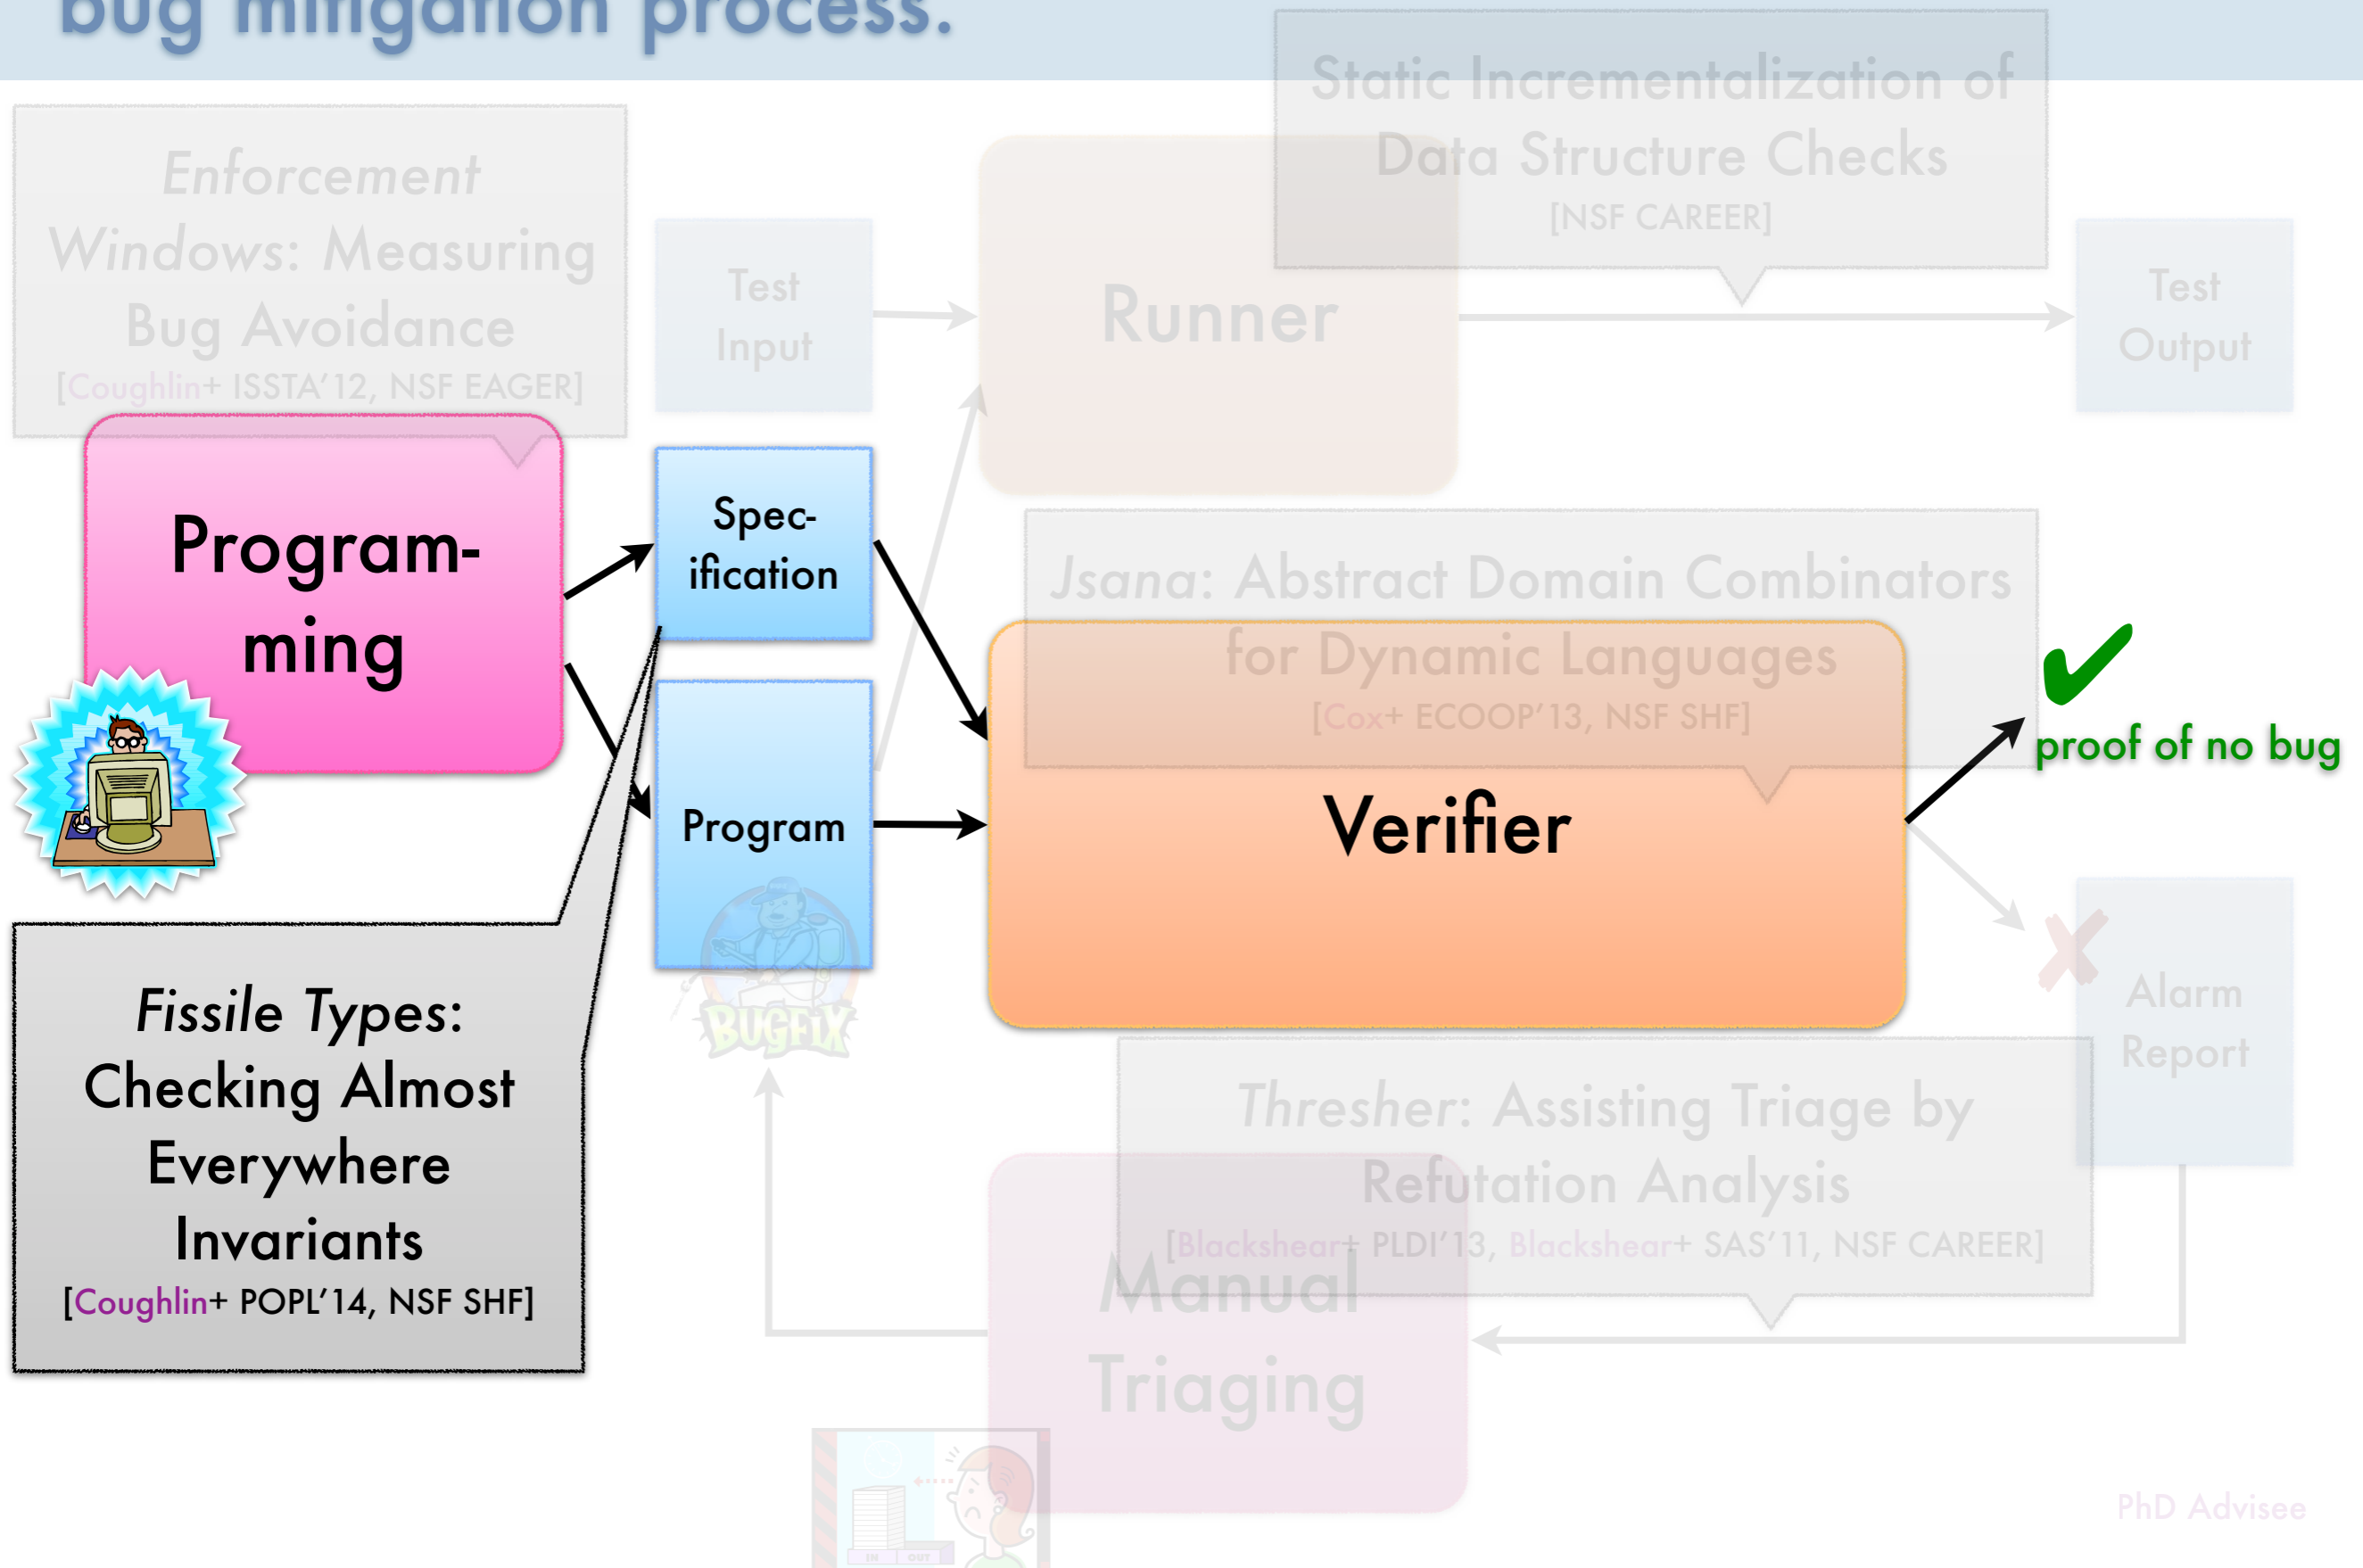 bug mitigation process.
Static Incrementalization of
Data Structure Checks
[NSF CAREER]
Enforcement
Windows: Measuring
Bug Avoidance
[Coughlin+ ISSTA'12, NSF EAGER]
Test
Input
Runner
Test
Output
Program-
ming
Spec-
ification
Jsana: Abstract Domain Combinators
for Dynamic Languages
[Cox+ ECOOP'13, NSF SHF]
Program
Verifier
✔
proof of no bug
BUGFIX
✘
Alarm
Report
Fissile Types:
Checking Almost
Everywhere
Invariants
[Coughlin+ POPL'14, NSF SHF]
Thresher: Assisting Triage by
Refutation Analysis
[Blackshear+ PLDI'13, Blackshear+ SAS'11, NSF CAREER]
Manual
Triaging
IN OUT
PhD Advisee